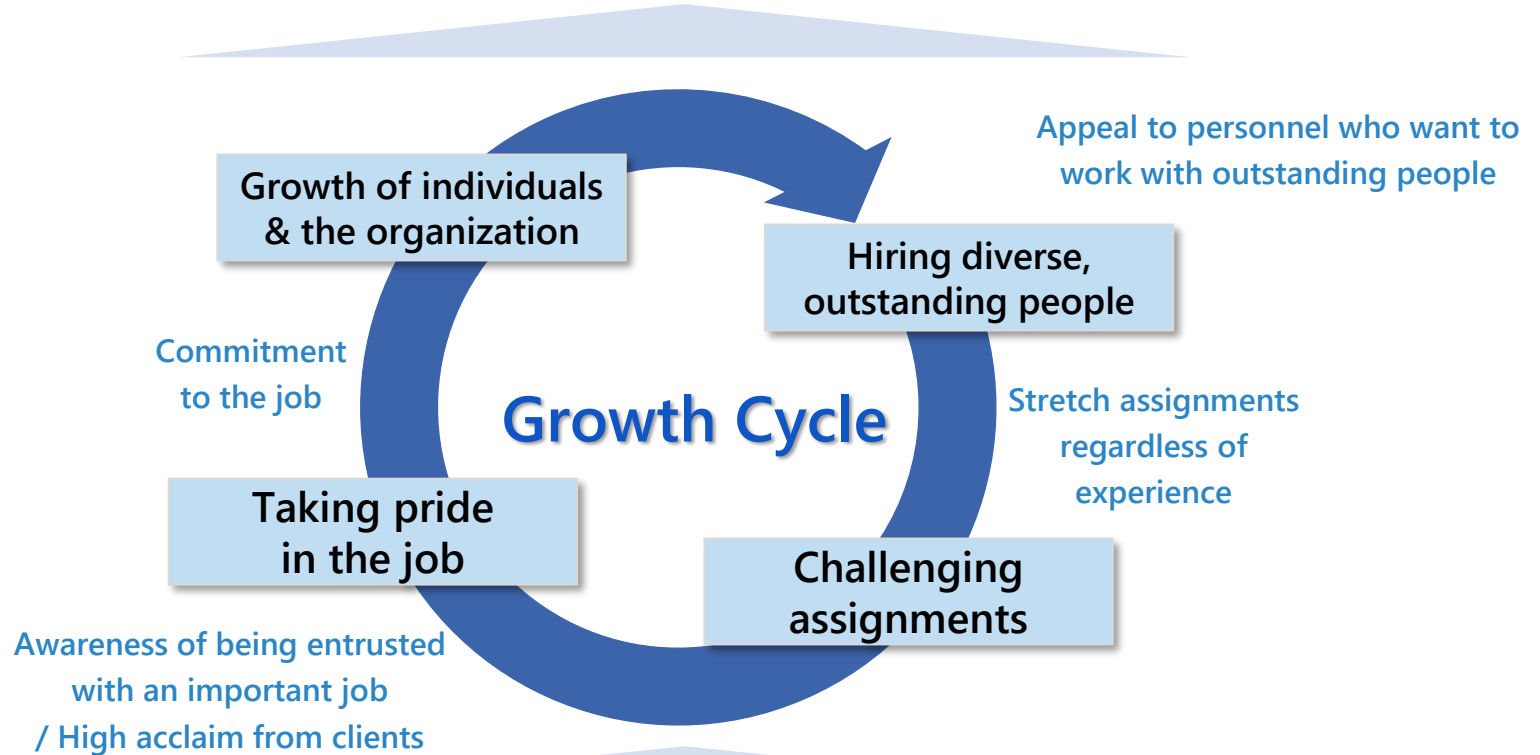 Appeal to personnel who want to
work with outstanding people
Growth of individuals
& the organization
Hiring diverse,
outstanding people
Commitment
to the job
Growth Cycle
Stretch assignments
regardless of
experience
Taking pride
in the job
Challenging
assignments
Awareness of being entrusted
with an important job
/ High acclaim from clients